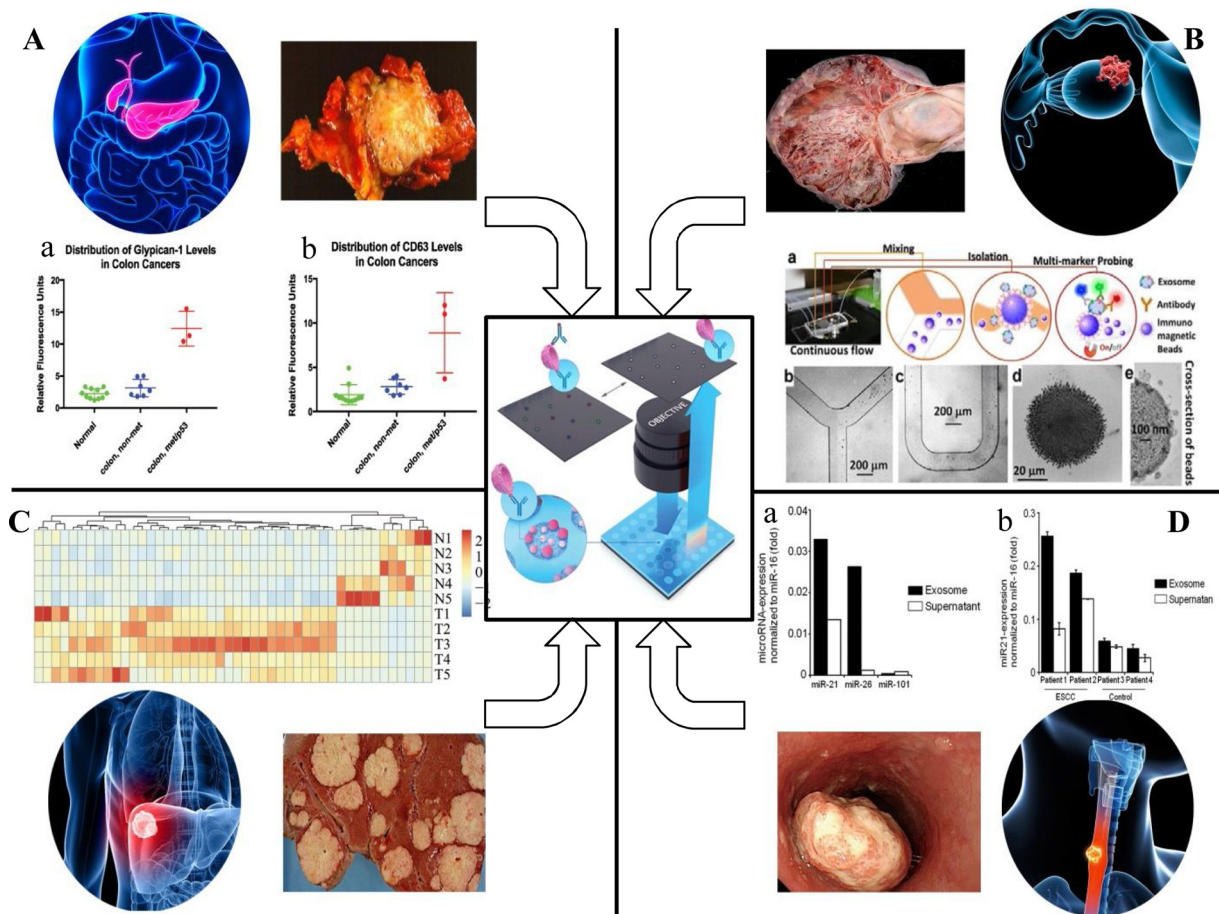 A
a
Distribution of Glypican-1 Levels
in Colon Cancers
Relative Fluorescence Units
20
15
10
5
0
Normal
colon, non-met
colon, met/p53
b
Distribution of CD63 Levels
in Colon Cancers
Relative Fluorescence Units
15
10
5
0
Normal
colon, non-met
colon, met/p53
B
a
Mixing
Isolation
Multi-marker Probing
Exosome
Antibody
Immuno
magnetic
Beads
On/off
Continuous flow
b
200 µm
c
200 µm
d
20 µm
e
100 nm
Cross-section of beads
OBJECTIVE
C
N1
N2
N3
N4
N5
T1
T2
T3
T4
T5
2
1
0
−1
−2
D
a
microRNA-expression
normalized to miR-16 (fold)
0.04
0.03
0.02
0.01
0
Exosome
Supernatant
miR-21
miR-26
miR-101
b
miR21-expression
normalized to miR-16 (fold)
0.3
0.2
0.1
0
Exosome
Supernatan
Patient 1
Patient 2
Patient 3
Patient 4
ESCC
Control